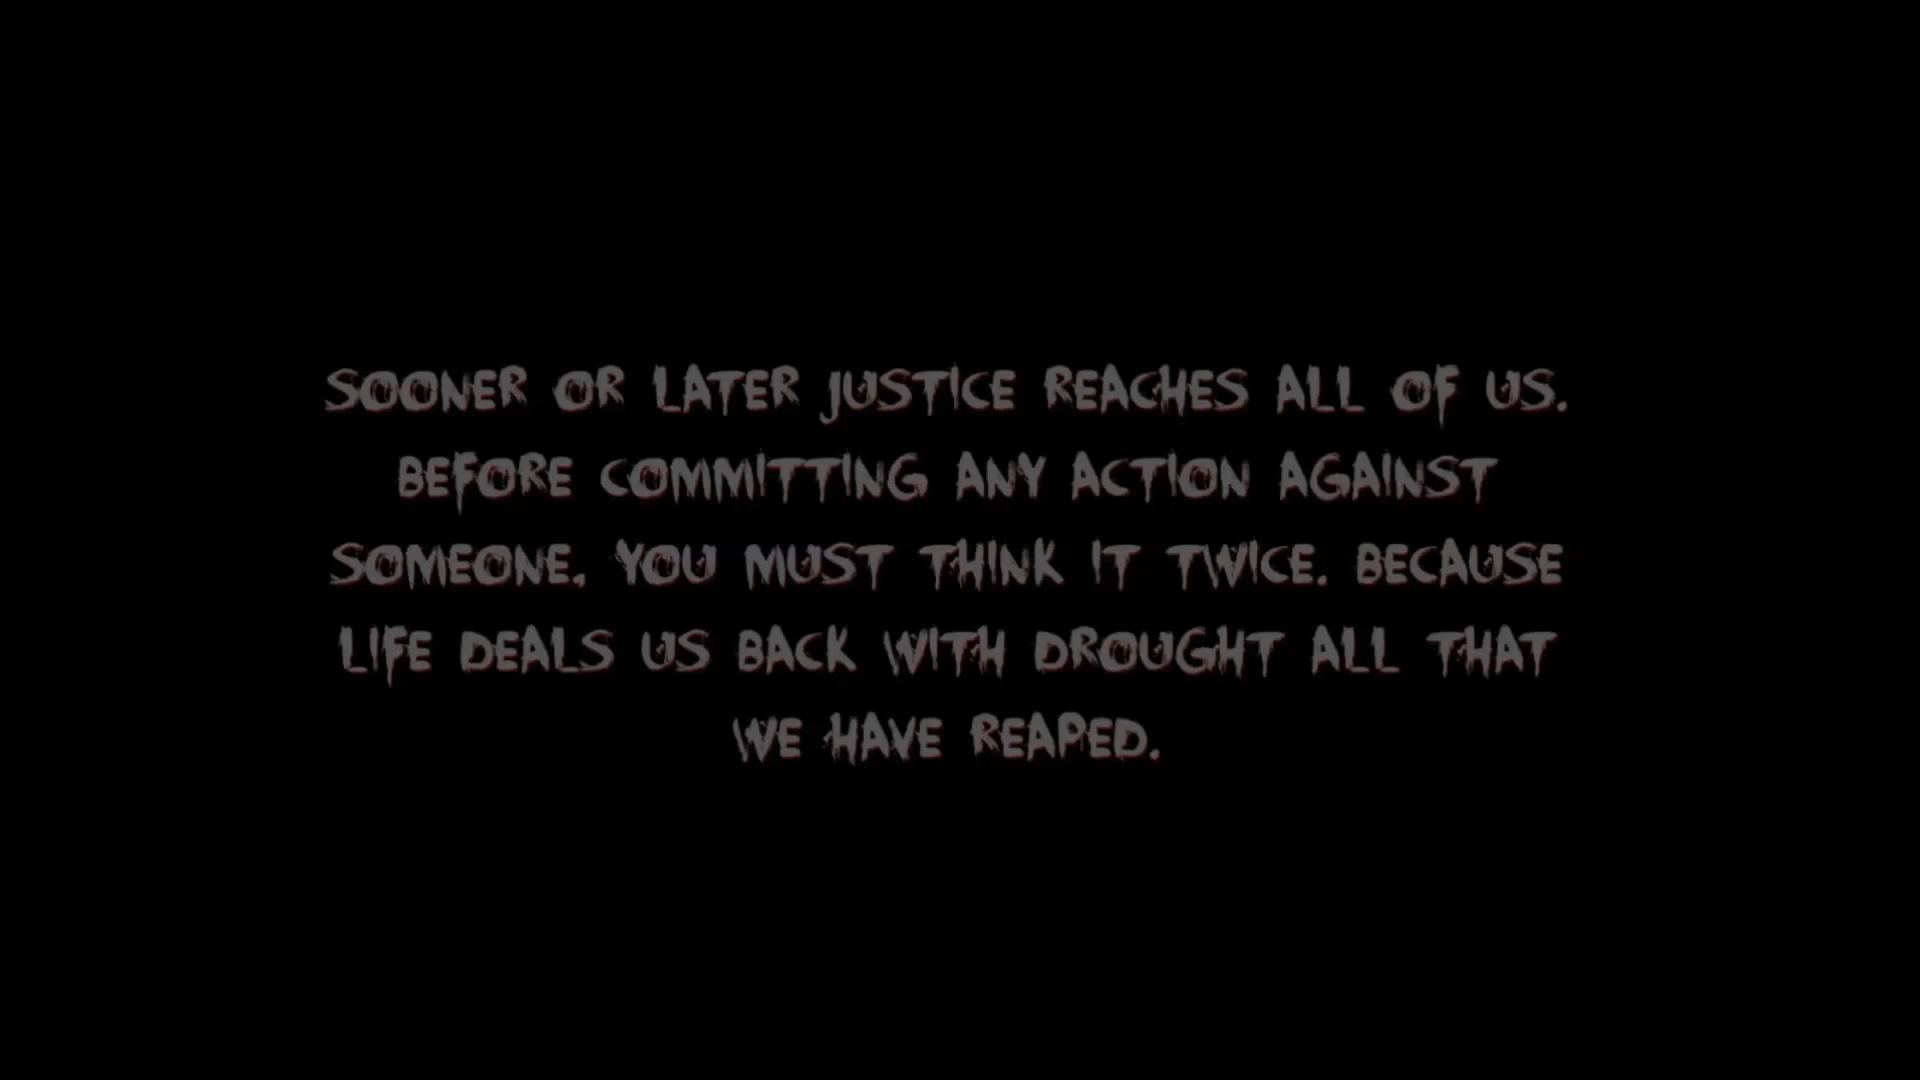 SOONER OR LATER JUSTICE REACHES ALL OF US.
BEFORE COMMITTING ANY ACTION AGAINST
SOMEONE, YOU MUST THINK IT TWICE. BECAUSE
LIFE DEALS US BACK WITH DROUGHT ALL THAT
WE HAVE REAPED.